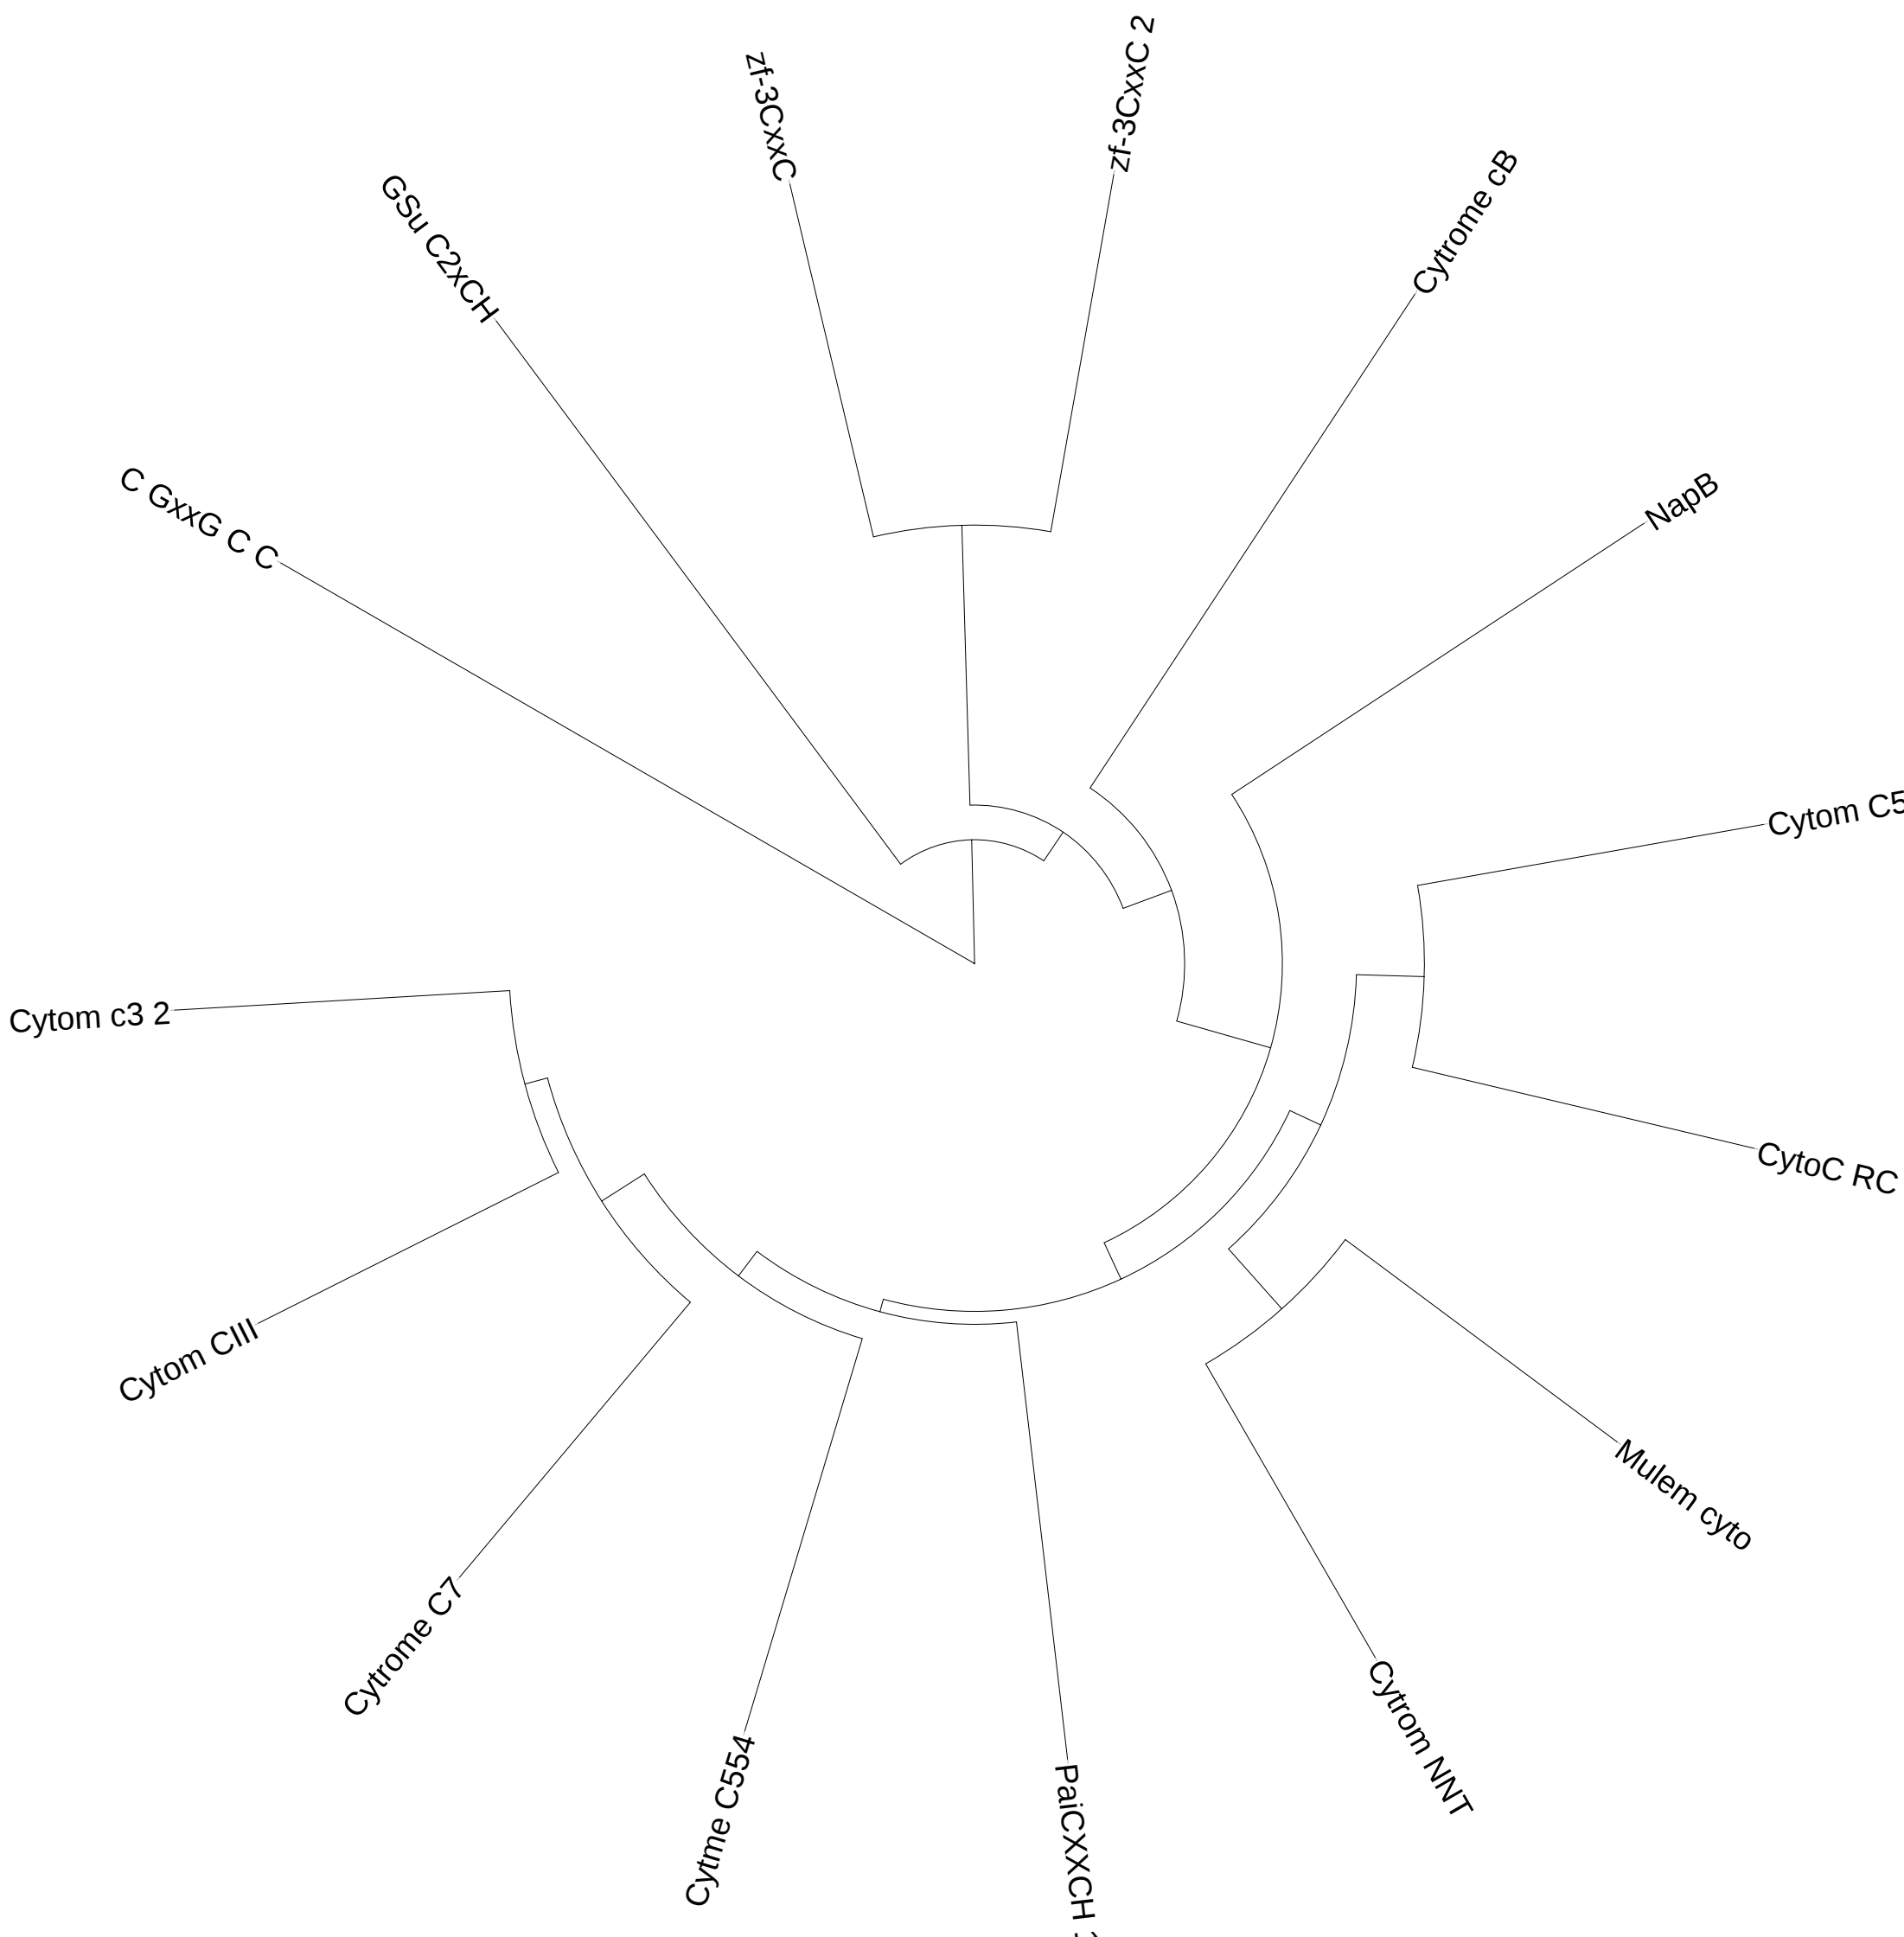 zf-3CxxC
zf-3CxxC 2
Cytrome cB
Gsu C2xCH
NapB
C GxxG C C
Cytom C5
Cytom c3 2
CytoC RC
Cytom CIII
Mulem cyto
Cytrome C7
Cytrom NNT
Cytme C554
PaiCXXCH